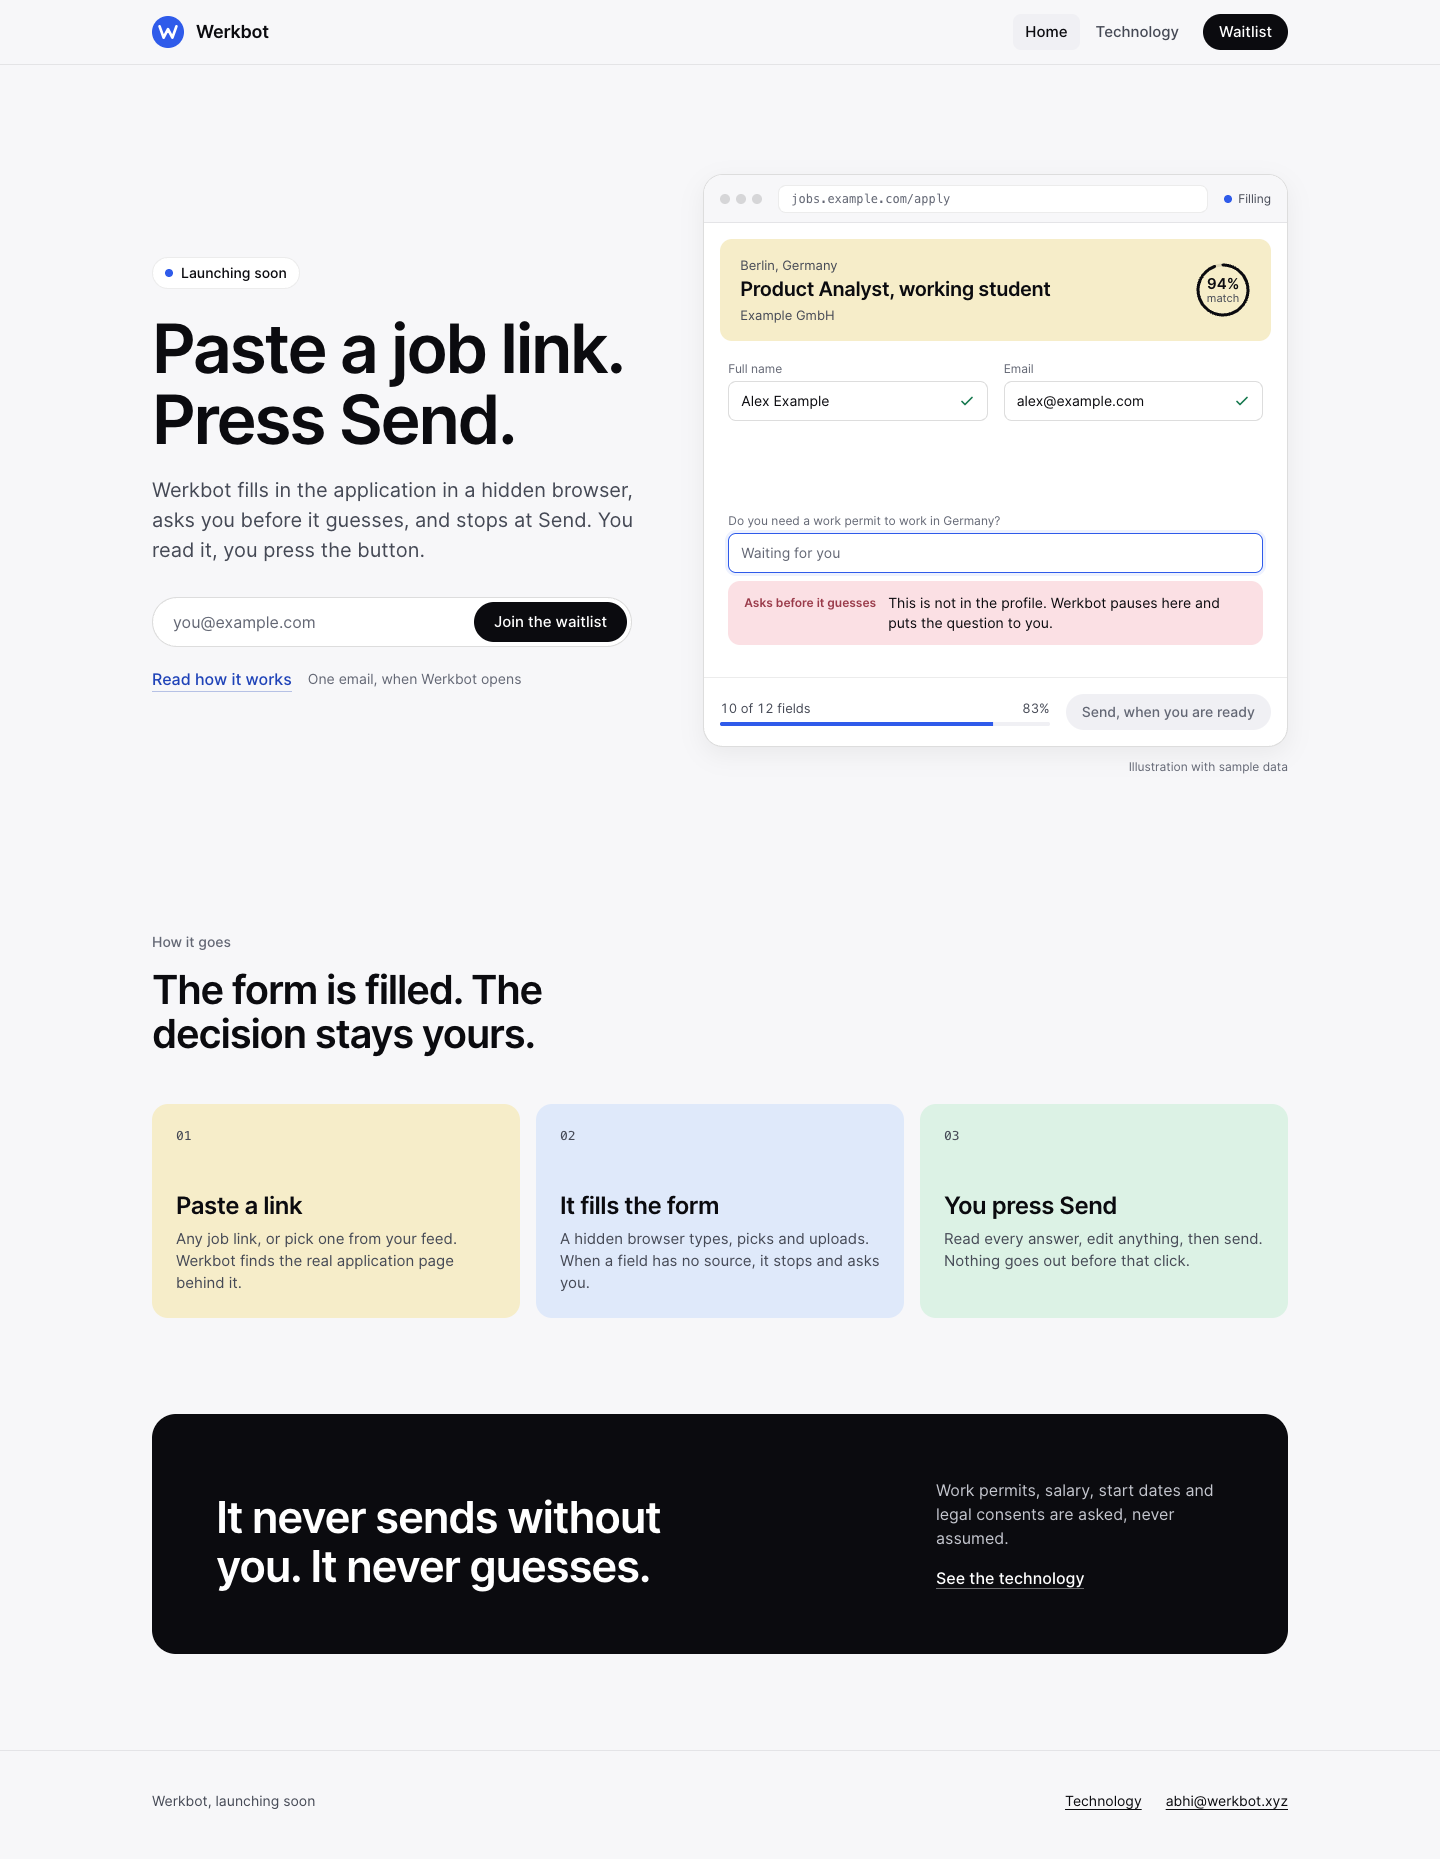 Werkbot
Home
Technology
Waitlist
Launching soon
Paste a job link.
Press Send.
Werkbot fills in the application in a hidden browser,
asks you before it guesses, and stops at Send. You
read it, you press the button.
you@example.com
Join the waitlist
Read how it works
One email, when Werkbot opens
jobs.example.com/apply
Filling
Berlin, Germany
Product Analyst, working student
Example GmbH
94%
match
Full name
Alex Example
Email
alex@example.com
Do you need a work permit to work in Germany?
Waiting for you
Asks before it guesses
This is not in the profile. Werkbot pauses here and
puts the question to you.
10 of 12 fields
83%
Send, when you are ready
Illustration with sample data
How it goes
The form is filled. The
decision stays yours.
01
Paste a link
Any job link, or pick one from your feed.
Werkbot finds the real application page
behind it.
02
It fills the form
A hidden browser types, picks and uploads.
When a field has no source, it stops and asks
you.
03
You press Send
Read every answer, edit anything, then send.
Nothing goes out before that click.
It never sends without
you. It never guesses.
Work permits, salary, start dates and
legal consents are asked, never
assumed.
See the technology
Werkbot, launching soon
Technology
abhi@werkbot.xyz